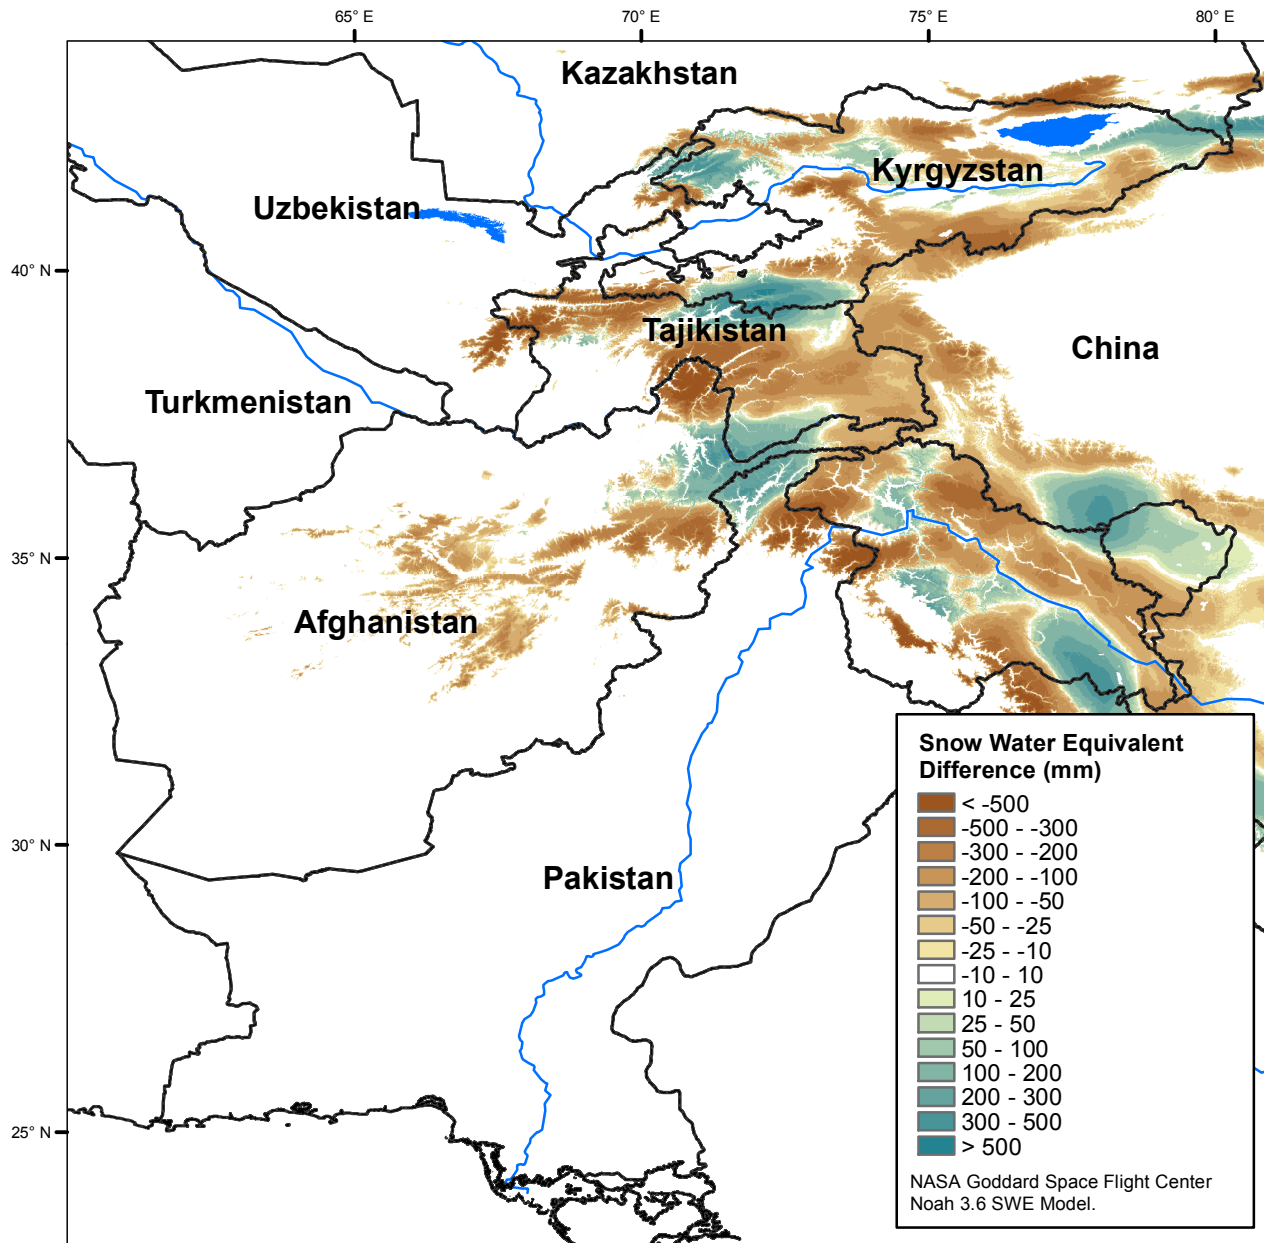 65° E
70° E
75° E
80° E
Kazakhstan
Kyrgyzstan
Uzbekistan
40° N
Tajikistan
China
Turkmenistan
35° N
Afghanistan
30° N
Pakistan
25° N
Snow Water Equivalent
Difference (mm)
< -500
-500 - -300
-300 - -200
-200 - -100
-100 - -50
-50 - -25
-25 - -10
-10 - 10
10 - 25
25 - 50
50 - 100
100 - 200
200 - 300
300 - 500
> 500
NASA Goddard Space Flight Center
Noah 3.6 SWE Model.